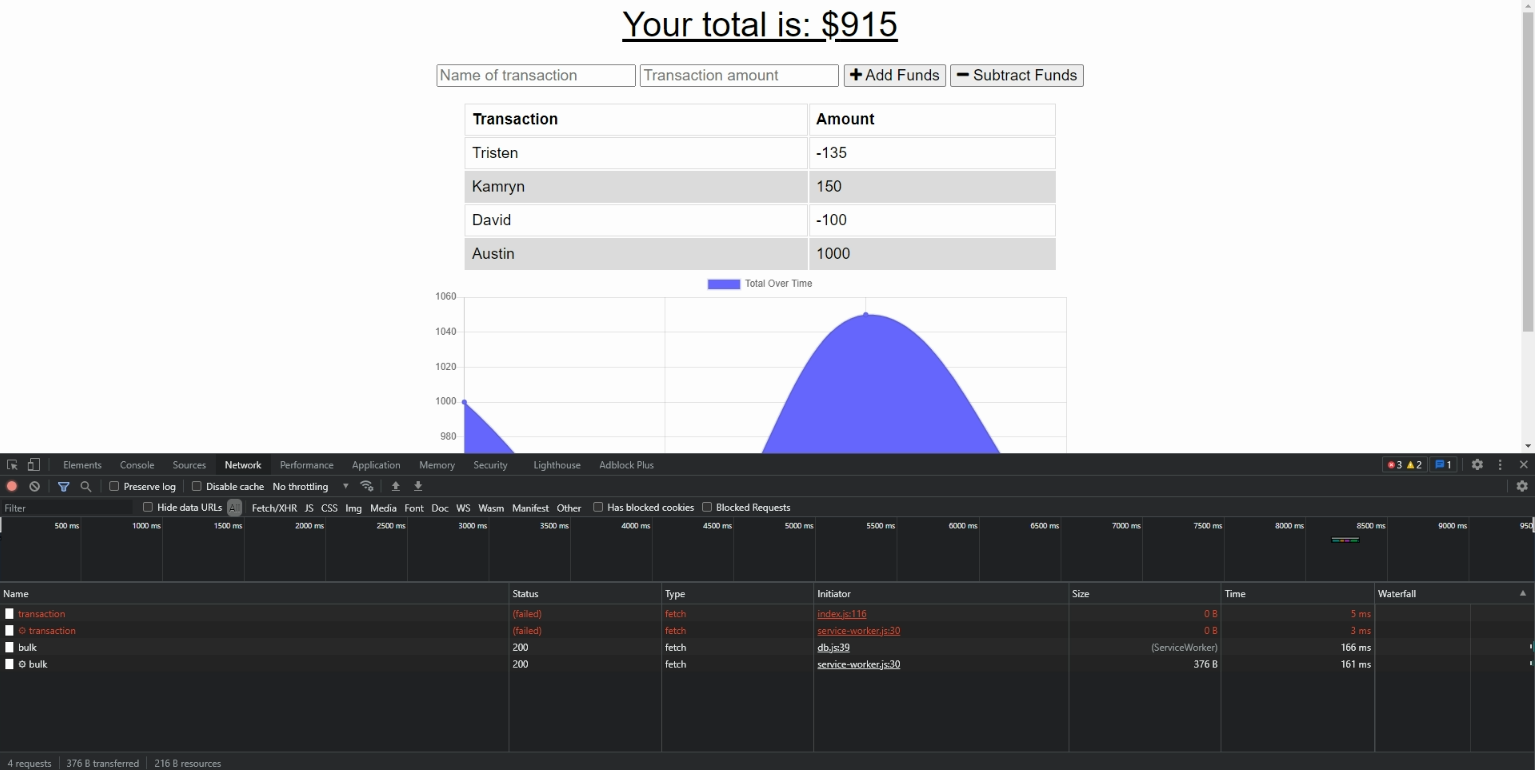 Your total is: $915
Name of transaction Transaction amount Add Funds Subtract Funds
Transaction Amount
Tristen -135
Kamryn 150
David -100
Austin 1000
Total Over Time
1060
1040
1020
1000
980
Elements Console Sources Network Performance Application Memory Security Lighthouse Adblock Plus 3 2 1
Preserve log Disable cache No throttling
Filter Hide data URLs All Fetch/XHR JS CSS Img Media Font Doc WS Wasm Manifest Other Has blocked cookies Blocked Requests
500 ms 1000 ms 1500 ms 2000 ms 2500 ms 3000 ms 3500 ms 4000 ms 4500 ms 5000 ms 5500 ms 6000 ms 6500 ms 7000 ms 7500 ms 8000 ms 8500 ms 9000 ms 950
Name Status Type Initiator Size Time Waterfall
transaction (failed) fetch index.js:116 0 B 5 ms
transaction (failed) fetch service-worker.js:30 0 B 3 ms
bulk 200 fetch db.js:39 (ServiceWorker) 166 ms
bulk 200 fetch service-worker.js:30 376 B 161 ms
4 requests 376 B transferred 216 B resources